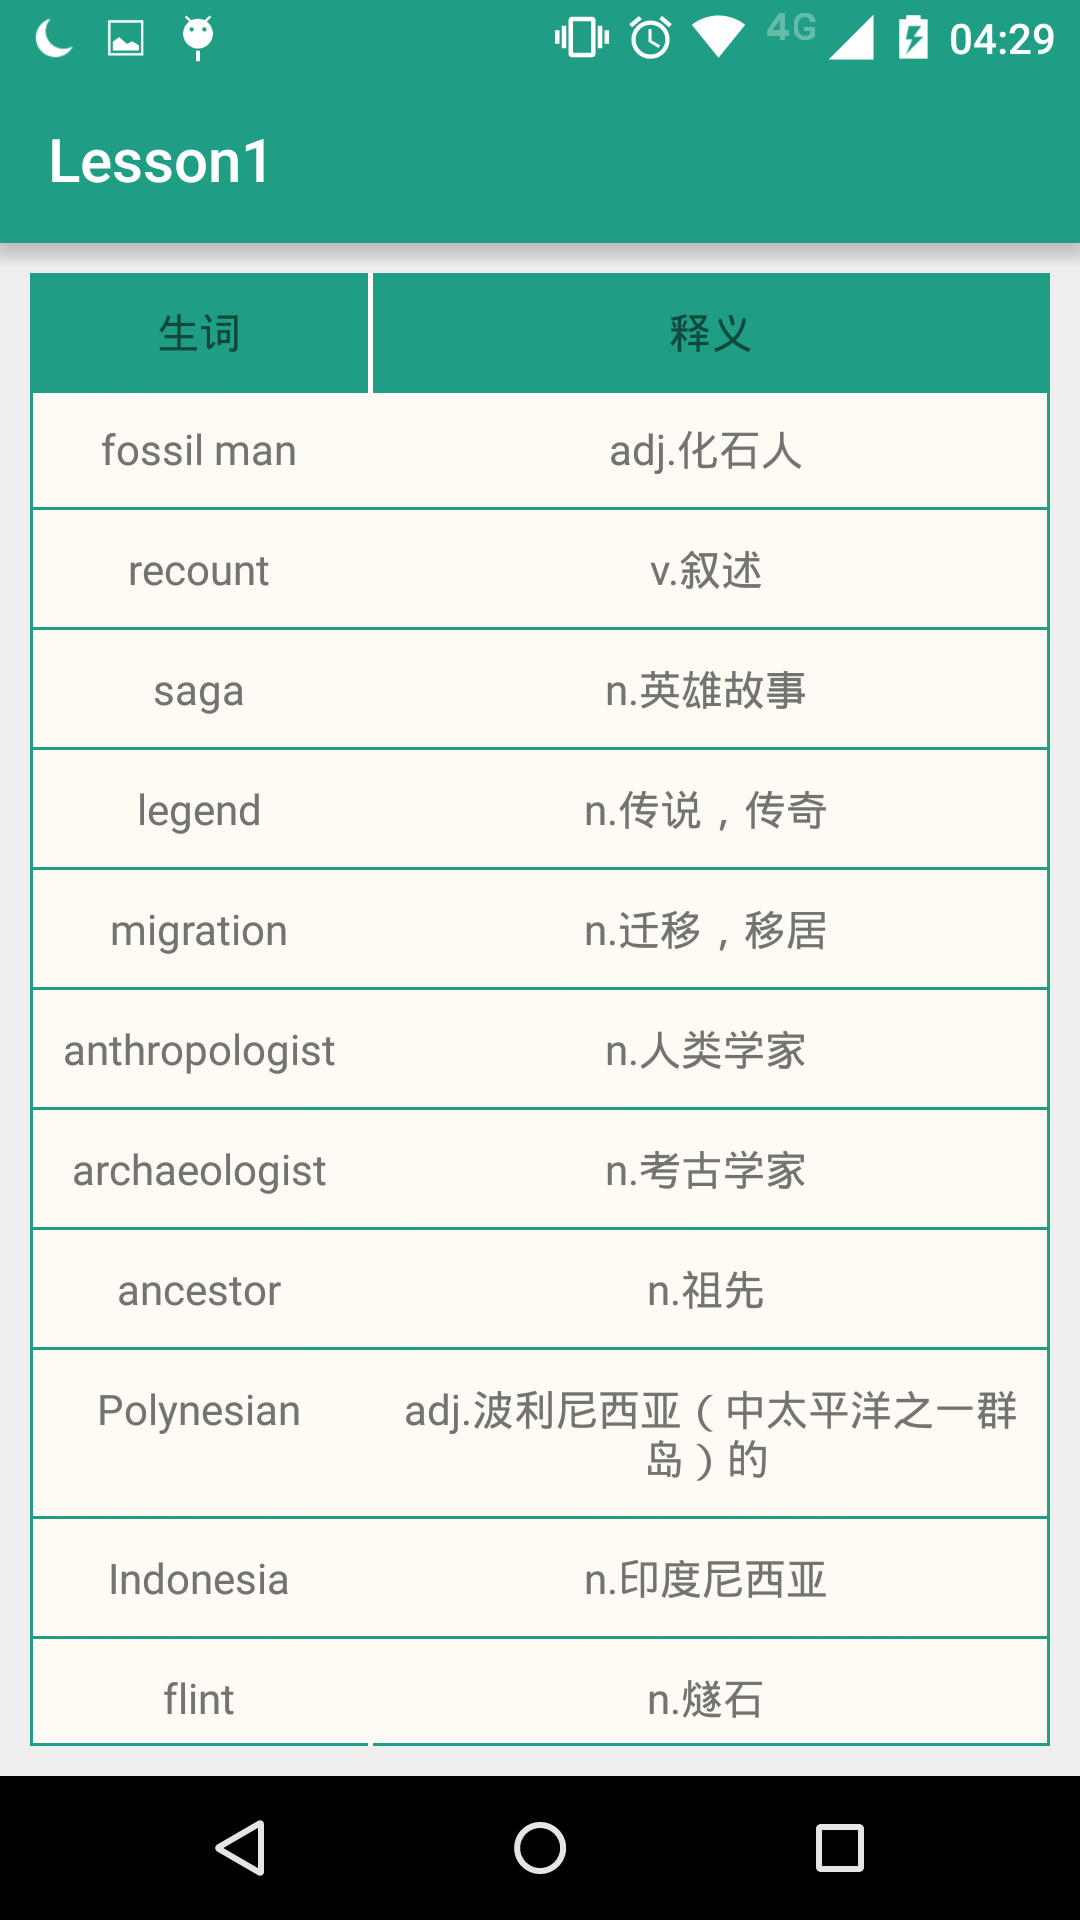 4G 04:29
Lesson1
生词 释义
fossil man adj.化石人
recount v.叙述
saga n.英雄故事
legend n.传说，传奇
migration n.迁移，移居
anthropologist n.人类学家
archaeologist n.考古学家
ancestor n.祖先
Polynesian adj.波利尼西亚（中太平洋之一群
岛）的
Indonesia n.印度尼西亚
flint n.燧石